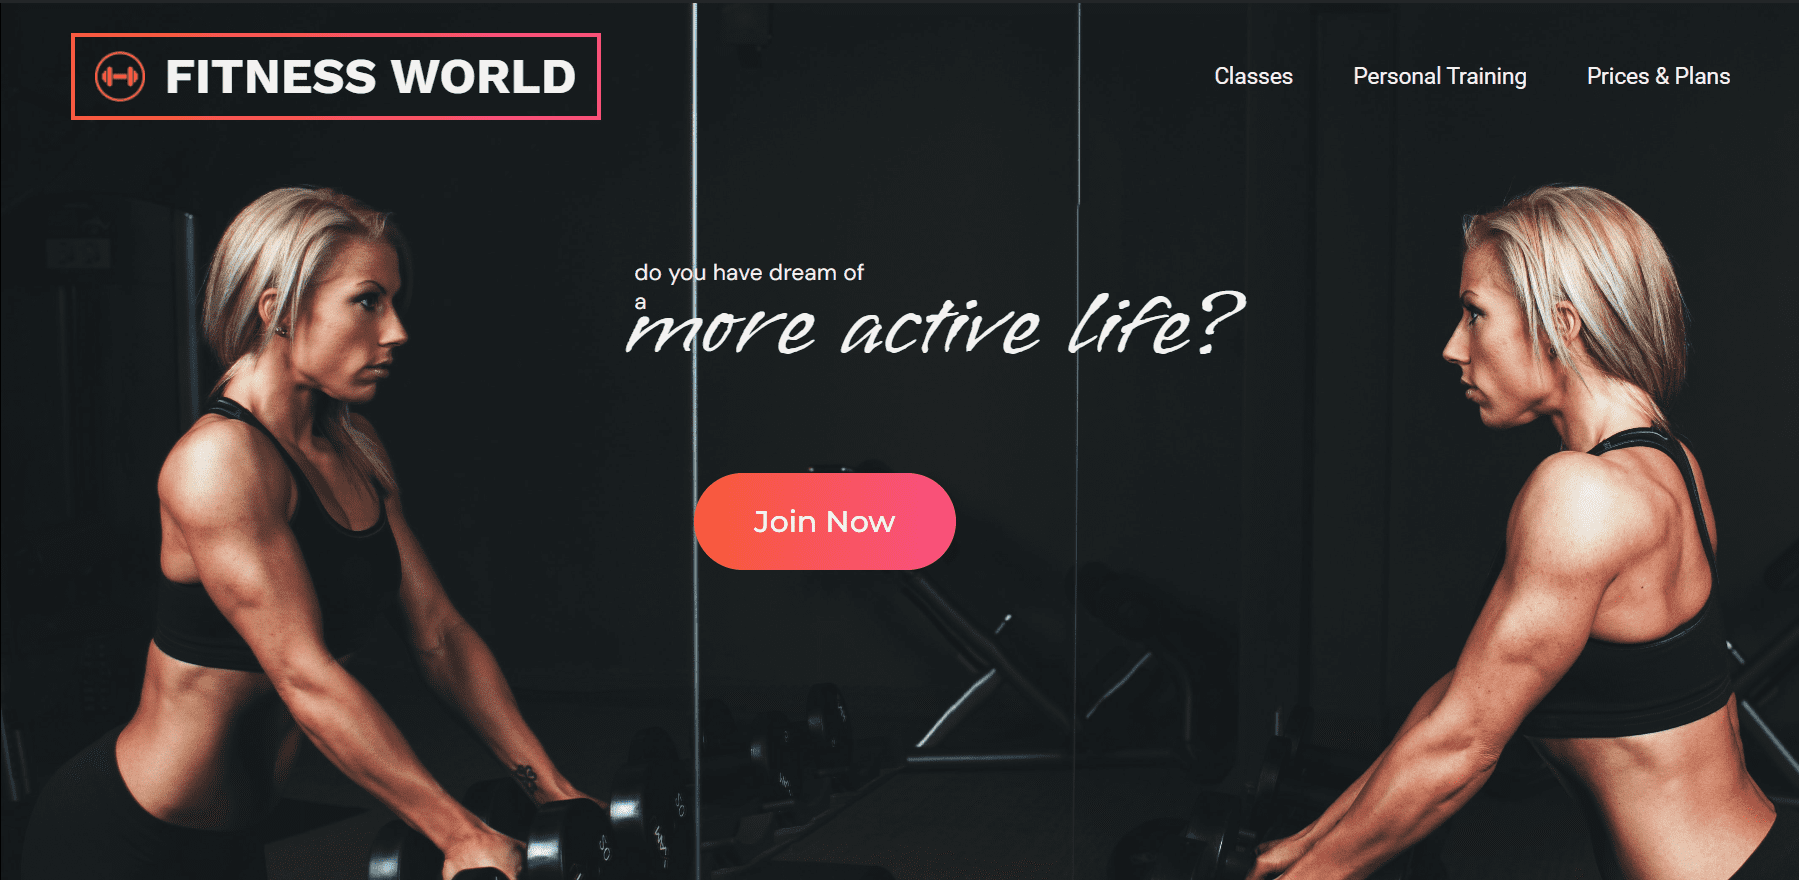 FITNESS WORLD
Classes
Personal Training
Prices & Plans
do you have dream of
a
more active life?
Join Now